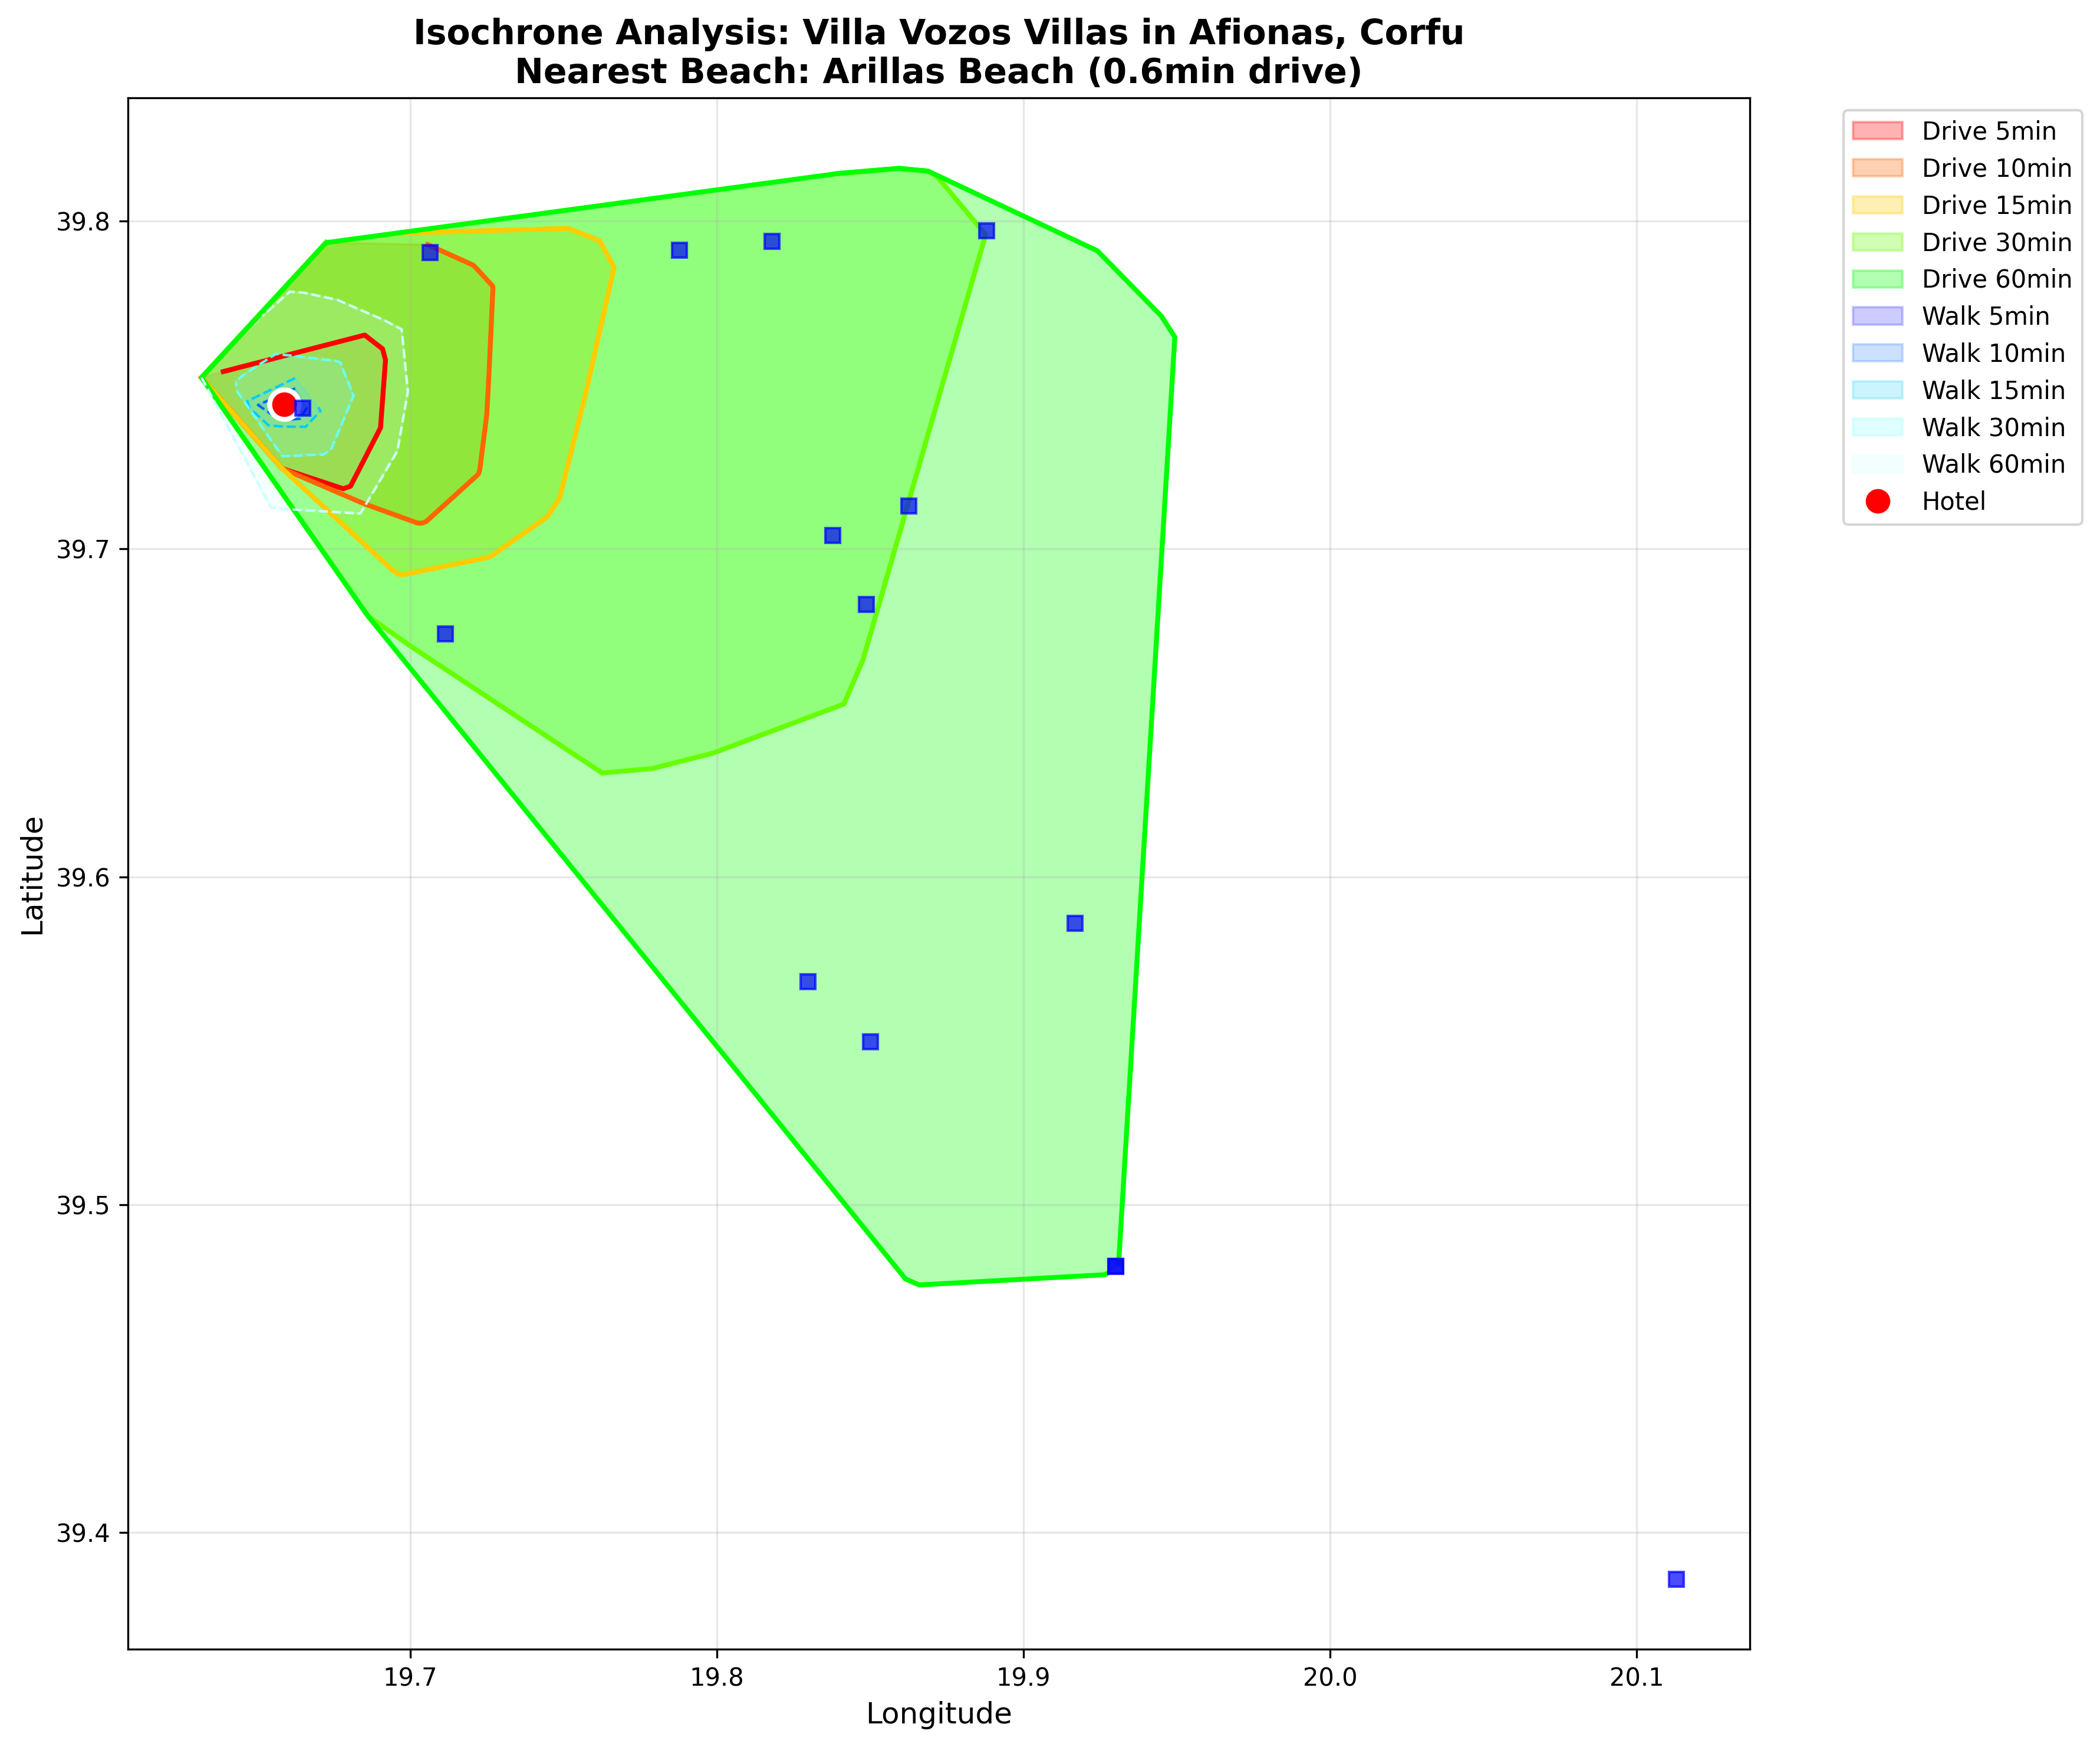 Isochrone Analysis: Villa Vozos Villas in Afionas, Corfu
Nearest Beach: Arillas Beach (0.6min drive)
Drive 5min
Drive 10min
Drive 15min
Drive 30min
Drive 60min
Walk 5min
Walk 10min
Walk 15min
Walk 30min
Walk 60min
Hotel
39.8
39.7
39.6
39.5
39.4
Latitude
19.7
19.8
19.9
20.0
20.1
Longitude